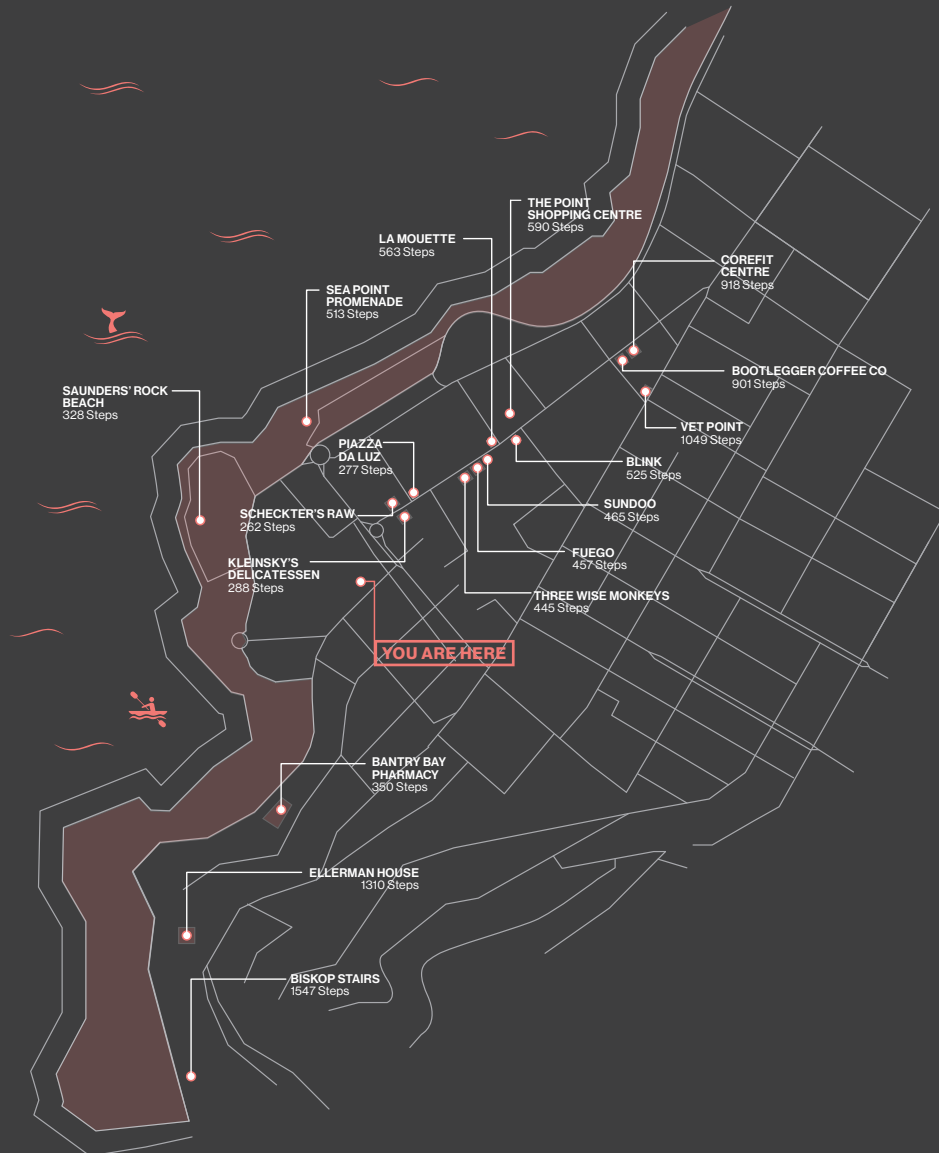 THE POINT
SHOPPING CENTRE
590 Steps
LA MOUETTE
563 Steps
COREFIT
CENTRE
918 Steps
SEA POINT
PROMENADE
513 Steps
BOOTLEGGER COFFEE CO
901 Steps
SAUNDERS' ROCK
BEACH
328 Steps
VET POINT
1049 Steps
PIAZZA
DA LUZ
277 Steps
BLINK
525 Steps
SCHECKTER'S RAW
262 Steps
SUNDOO
465 Steps
FUEGO
457 Steps
KLEINSKY'S
DELICATESSEN
288 Steps
THREE WISE MONKEYS
445 Steps
YOU ARE HERE
BANTRY BAY
PHARMACY
350 Steps
ELLERMAN HOUSE
1310 Steps
BISKOP STAIRS
1547 Steps